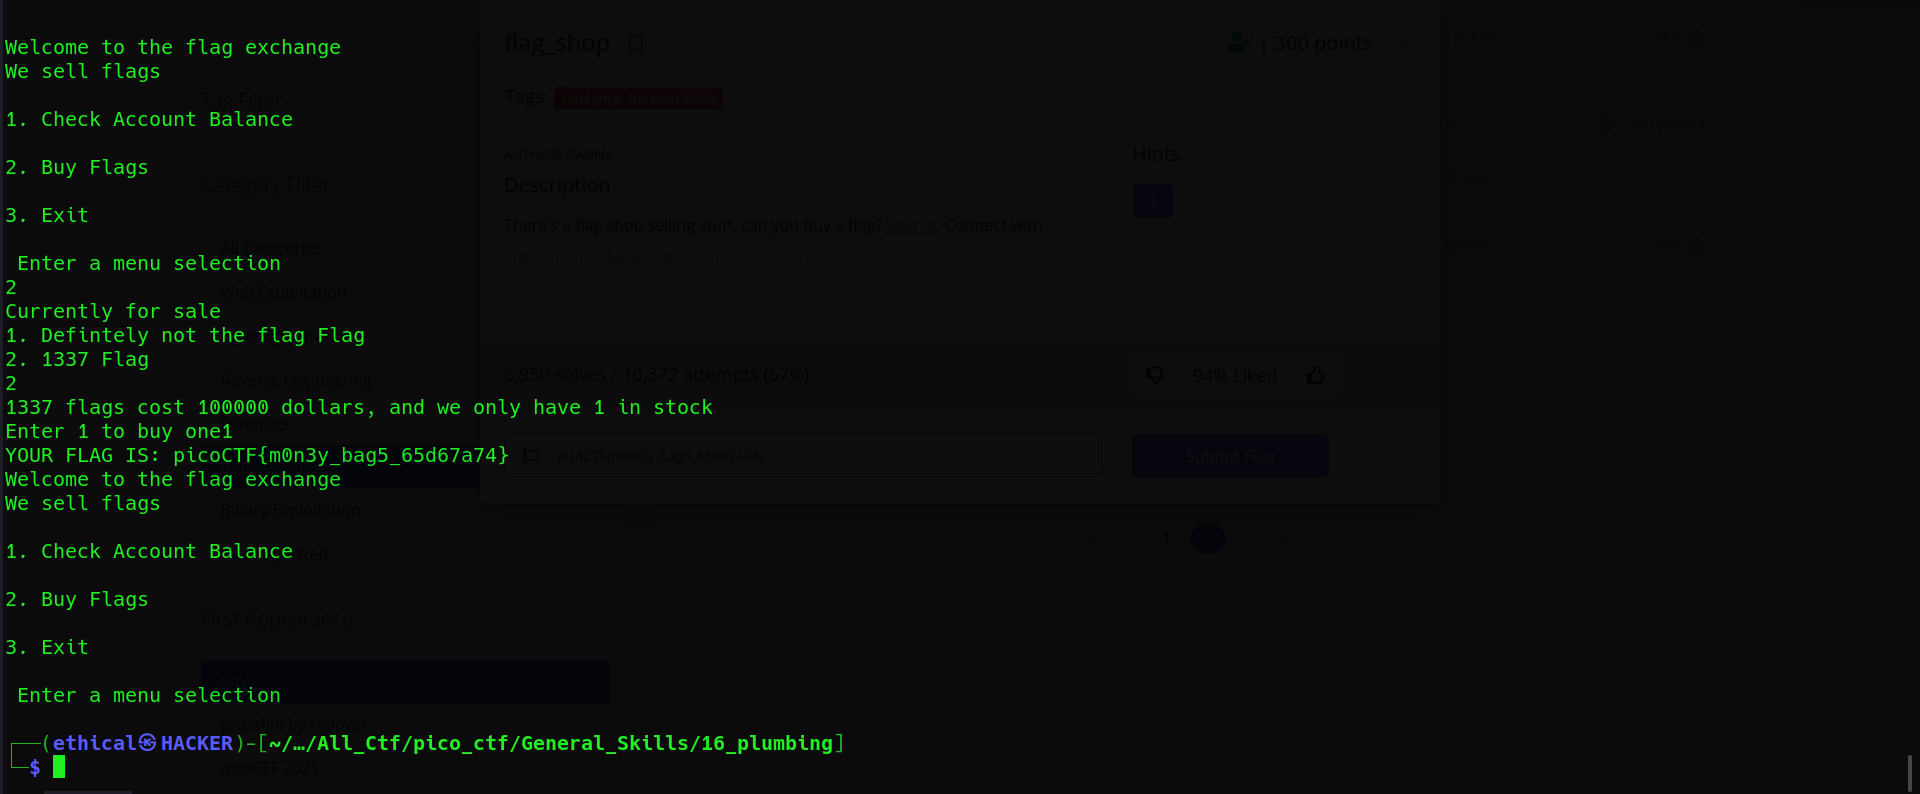 Welcome to the flag exchange
We sell flags
1. Check Account Balance
2. Buy Flags
3. Exit
Enter a menu selection
2
Currently for sale
1. Defintely not the flag Flag
2. 1337 Flag
2
1337 flags cost 100000 dollars, and we only have 1 in stock
Enter 1 to buy one1
YOUR FLAG IS: picoCTF{m0n3y_bag5_65d67a74}
Welcome to the flag exchange
We sell flags
1. Check Account Balance
2. Buy Flags
3. Exit
Enter a menu selection
(ethical㉿HACKER)-[~/…/All_Ctf/pico_ctf/General_Skills/16_plumbing]
$
flag_shop
| 300 points
Tags: Category: General Skills
AUTHOR: DANNY
Description
There's a flag shop selling stuff, can you buy a flag? Source. Connect with
Hints
1
6,950 solves / 10,372 attempts (67%)
94% Liked
picoCTF{m0n3y_bag5_65d67a74}
Submit Flag
Tag Filter
Category Filter
All Categories
Web Exploitation
Reverse Engineering
Binary Exploitation
First Appearance
Any
picoMini by redpwn
picoCTF 2021
1
2